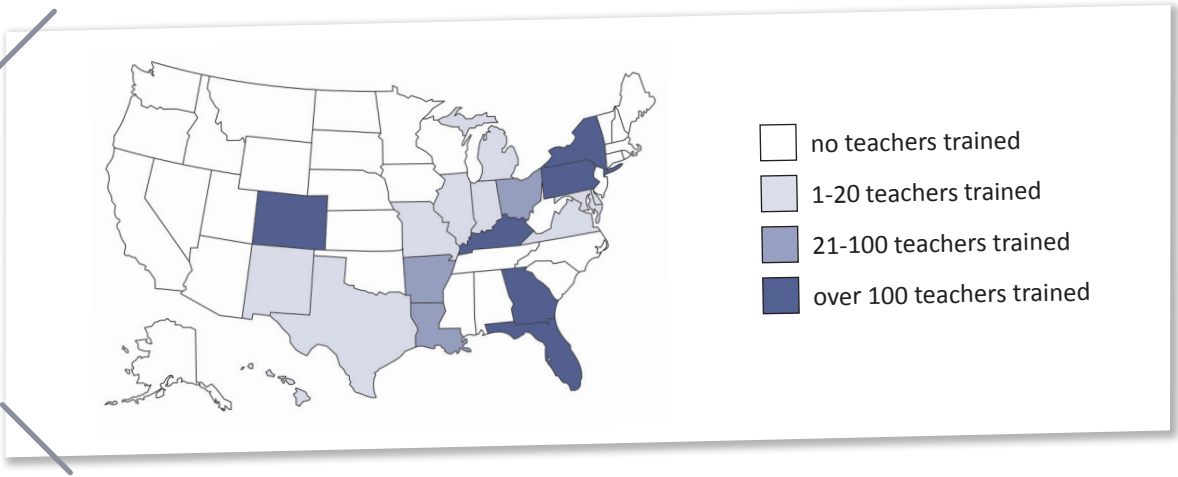 no teachers trained
1-20 teachers trained
21-100 teachers trained
over 100 teachers trained